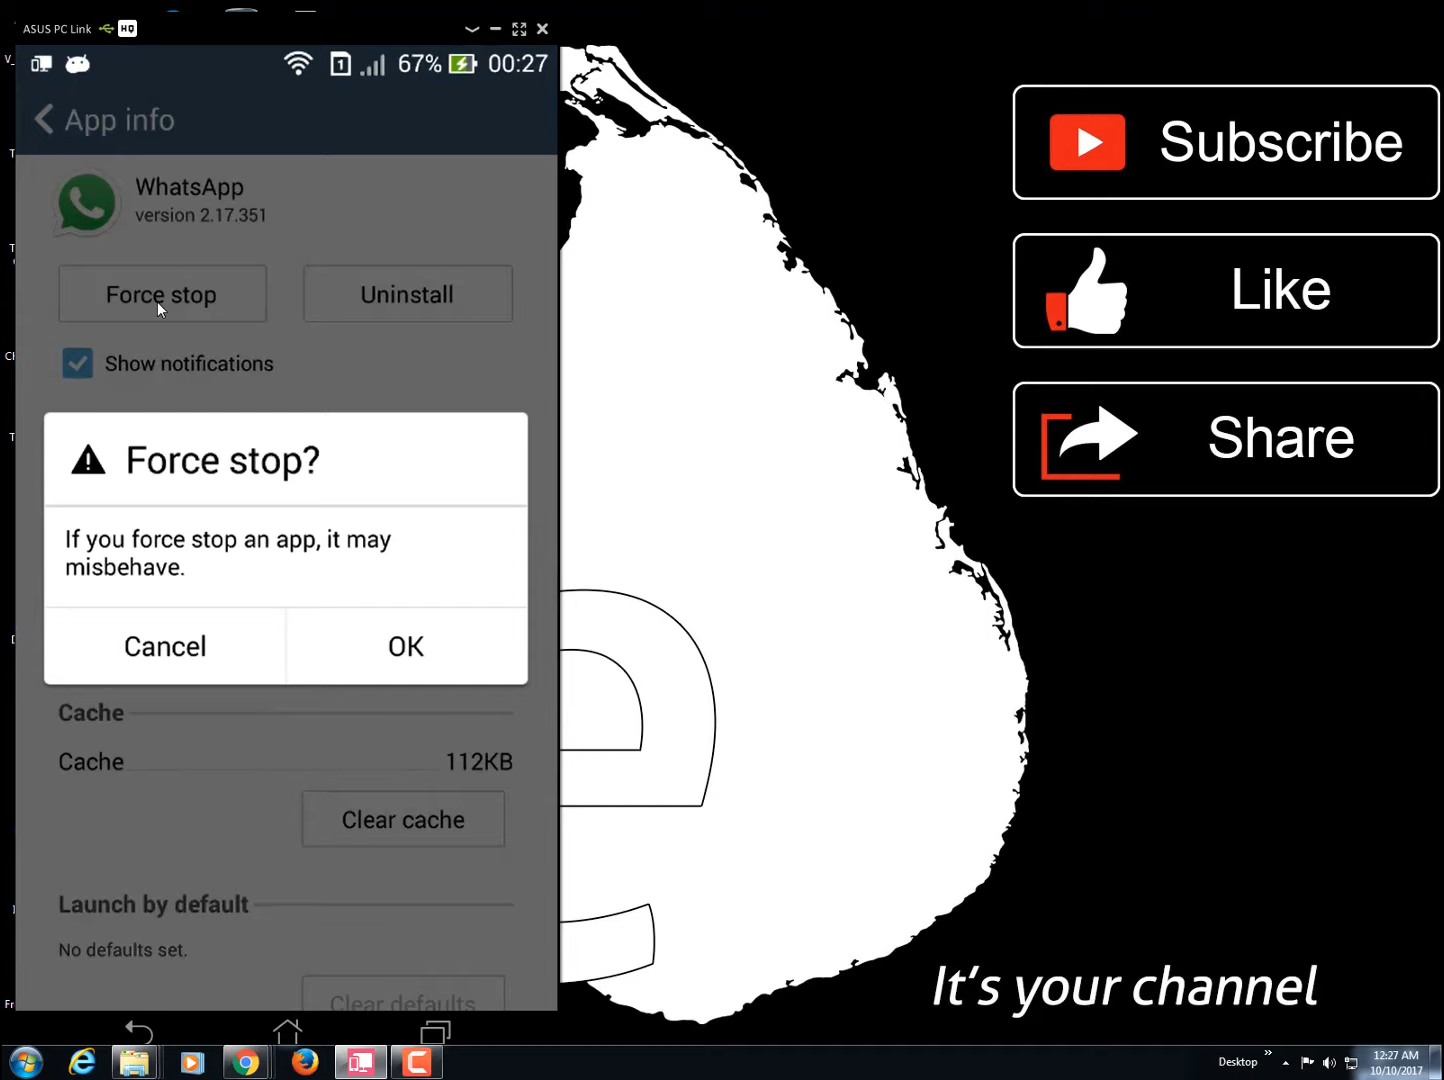 ASUS PC Link HQ
1 67% 00:27
App info
WhatsApp
version 2.17.351
Force stop
Uninstall
Show notifications
Force stop?
If you force stop an app, it may
misbehave.
Cancel
OK
Cache
Cache 112KB
Clear cache
Launch by default
No defaults set.
Clear defaults
Subscribe
Like
Share
It's your channel
Desktop
12:27 AM
10/10/2017